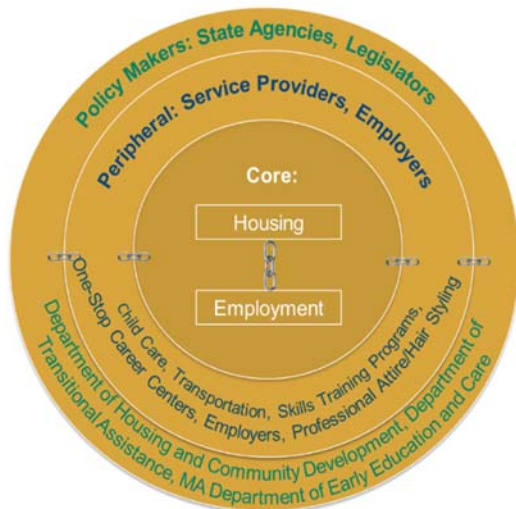 Policy Makers: State Agencies, Legislators
Peripheral: Service Providers, Employers
Core:
Housing
Employment
Child Care, Transportation, Skills Training Programs,
One-Stop Career Centers, Employers, Professional Attire/Hair Styling
Department of Housing and Community Development, Department of
Transitional Assistance, MA Department of Early Education and Care